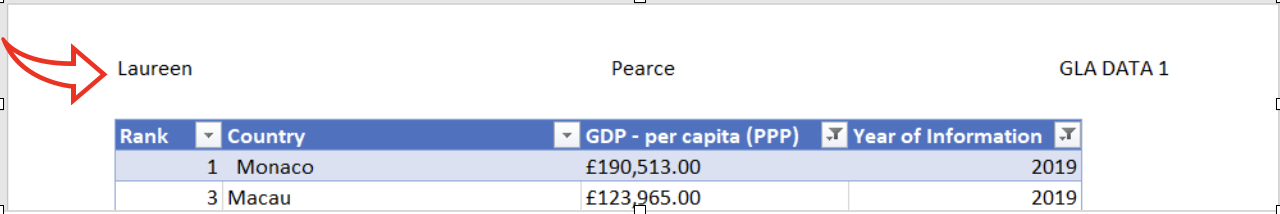 Laureen Pearce GLA DATA 1
Rank Country GDP - per capita (PPP) Year of Information
1 Monaco £190,513.00 2019
3 Macau £123,965.00 2019